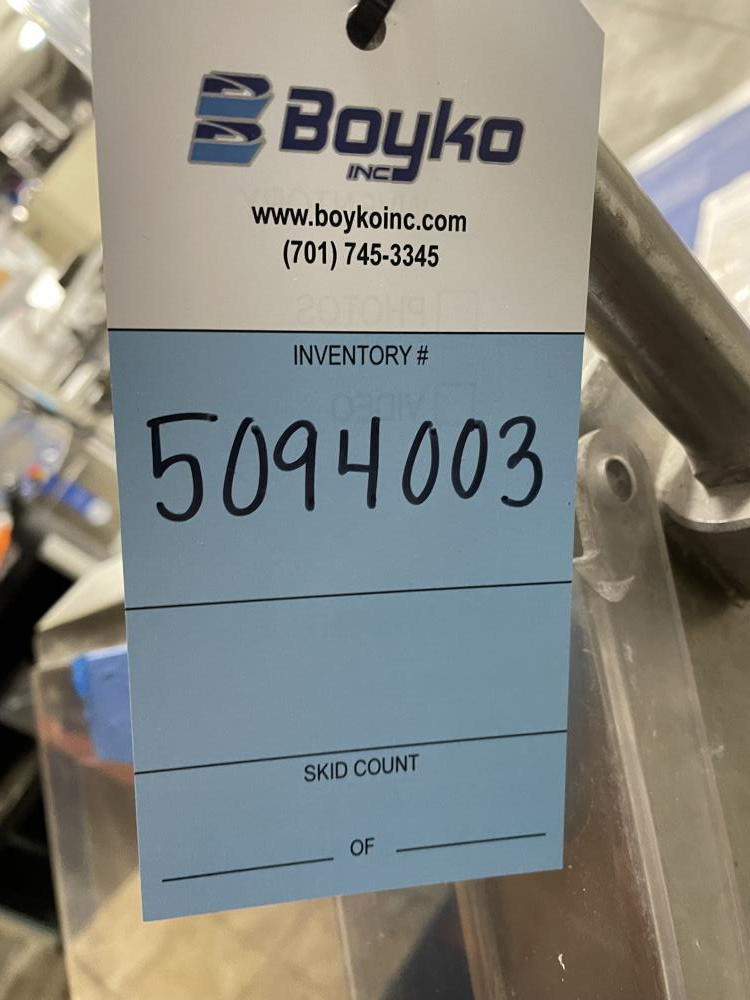 Boyko
INC
www.boykoinc.com
(701) 745-3345
INVENTORY #
5094003
SKID COUNT
OF